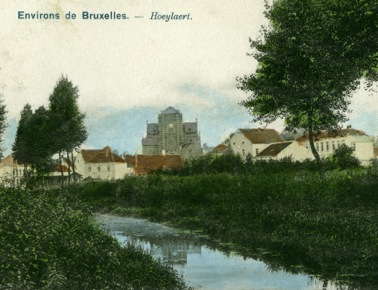 Environs de Bruxelles. — Hoeylaert.